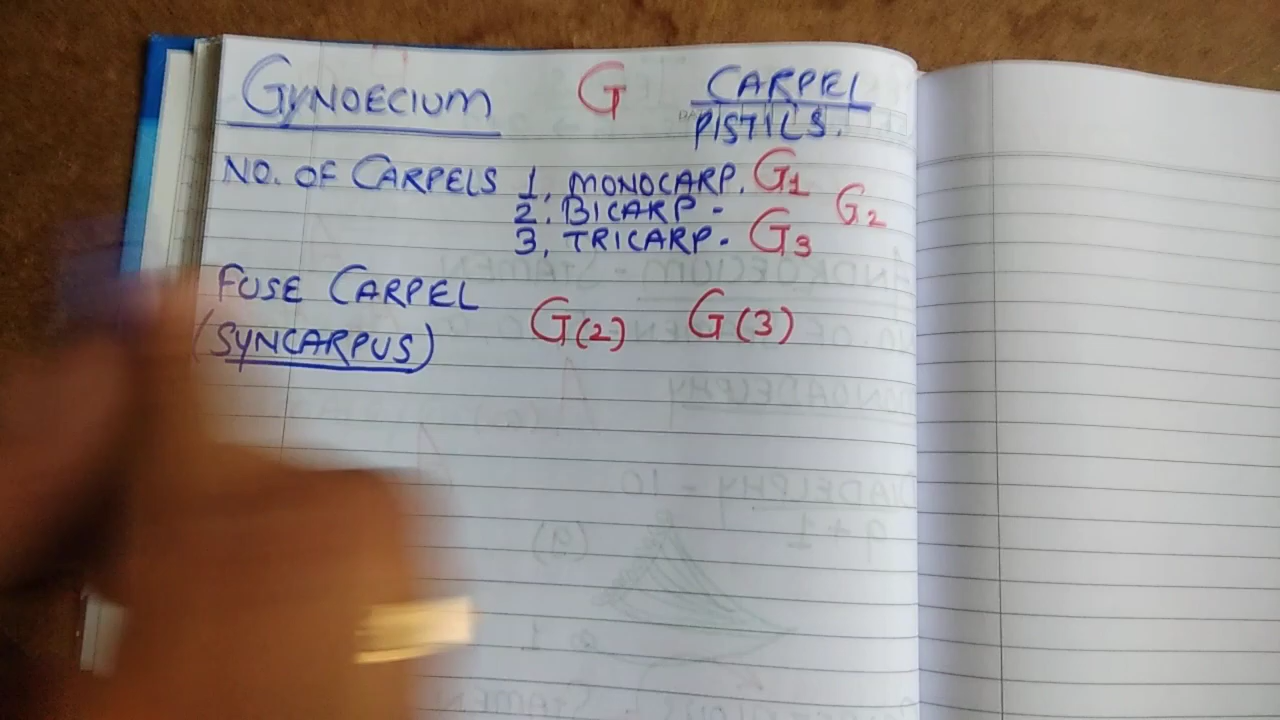 GYNOECIUM G CARPEL
PISTILS.
NO. OF CARPELS 1. MONOCARP. G1
2. BICARP - G2
3. TRICARP - G3
FUSE CARPEL
(SYNCARPUS) G(2) G(3)